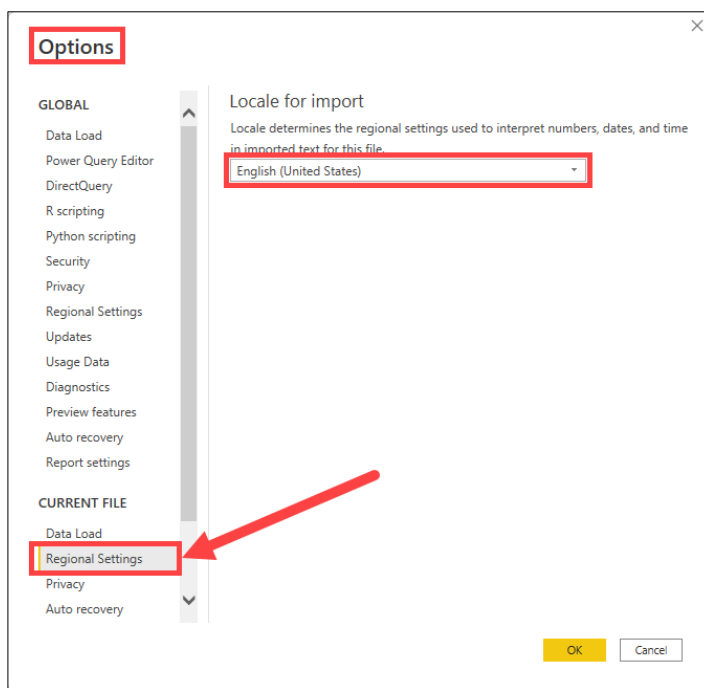 Options
GLOBAL
Data Load
Power Query Editor
DirectQuery
R scripting
Python scripting
Security
Privacy
Regional Settings
Updates
Usage Data
Diagnostics
Preview features
Auto recovery
Report settings
CURRENT FILE
Data Load
Regional Settings
Privacy
Auto recovery
Locale for import
Locale determines the regional settings used to interpret numbers, dates, and time
in imported text for this file.
English (United States)
OK
Cancel